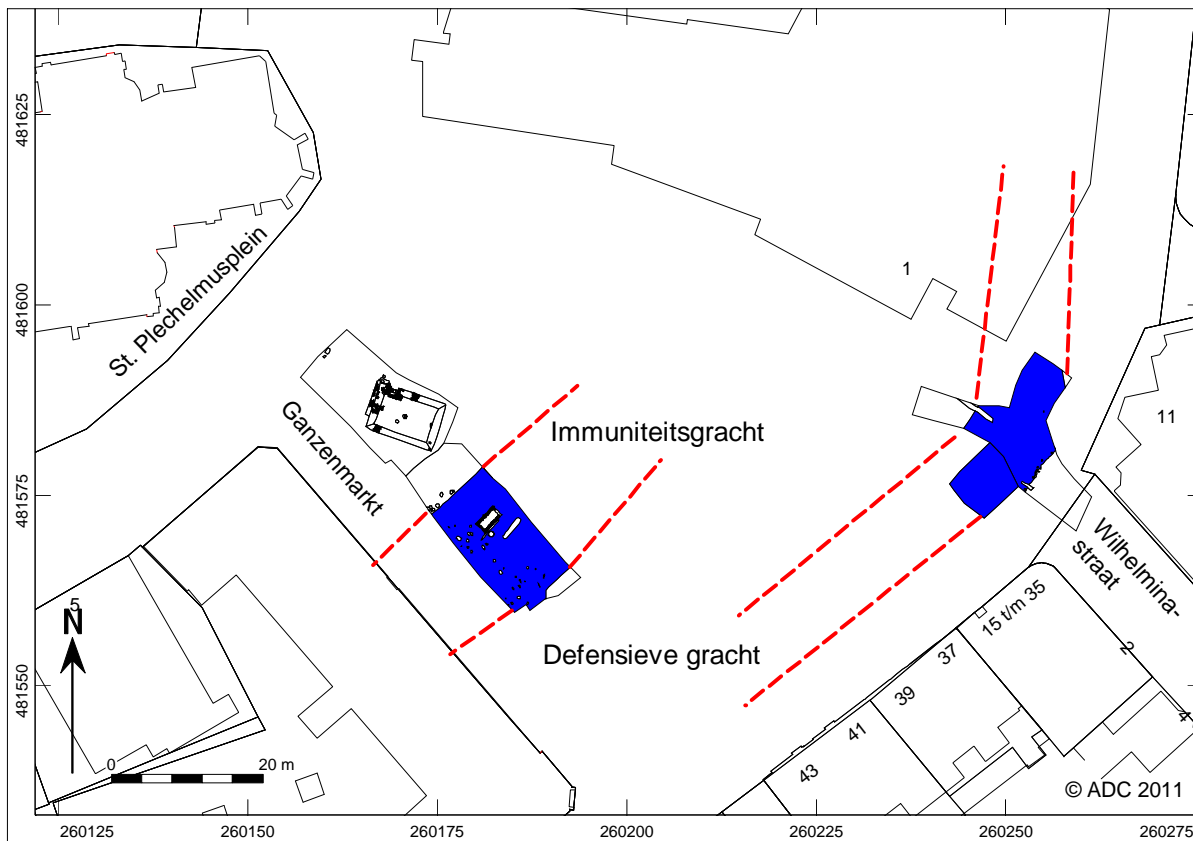 481625
481600
481575
481550
St. Plechelmusplein
Ganzenmarkt
Immuniteitsgracht
Defensieve gracht
Wilhelmina-
straat
1
11
15 t/m 35
37
39
41
43
2
4
5
N
0
20 m
© ADC 2011
260125
260150
260175
260200
260225
260250
260275